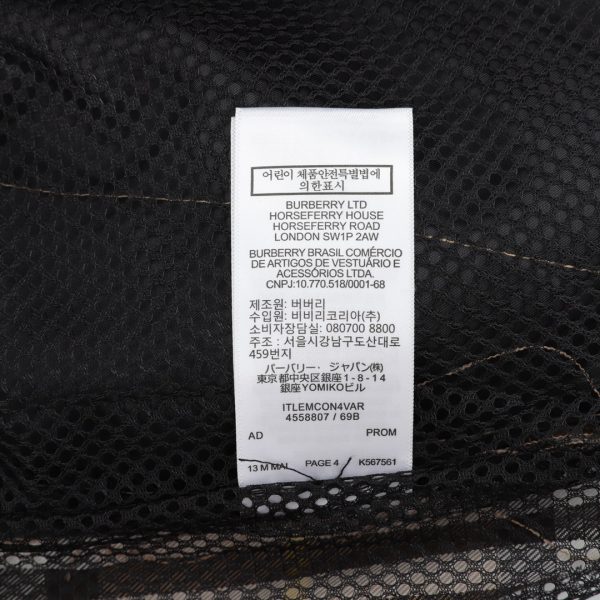 어린이 제품안전특별법에
의한표시
BURBERRY LTD
HORSEFERRY HOUSE
HORSEFERRY ROAD
LONDON SW1P 2AW
BURBERRY BRASIL COMÉRCIO
DE ARTIGOS DE VESTUÁRIO E
ACESSÓRIOS LTDA.
CNPJ:10.770.518/0001-68
제조원: 버버리
수입원: 비비리코리아(주)
소비자장담실: 080700 8800
주소 : 서울시강남구도산대로
459번지
バーバリー・ジャパン(株)
東京都中央区銀座1-8-14
銀座YOMIKOビル
ITLEMCON4VAR
4558807 / 69B
AD PROM
13 M MAL PAGE 4 K567561